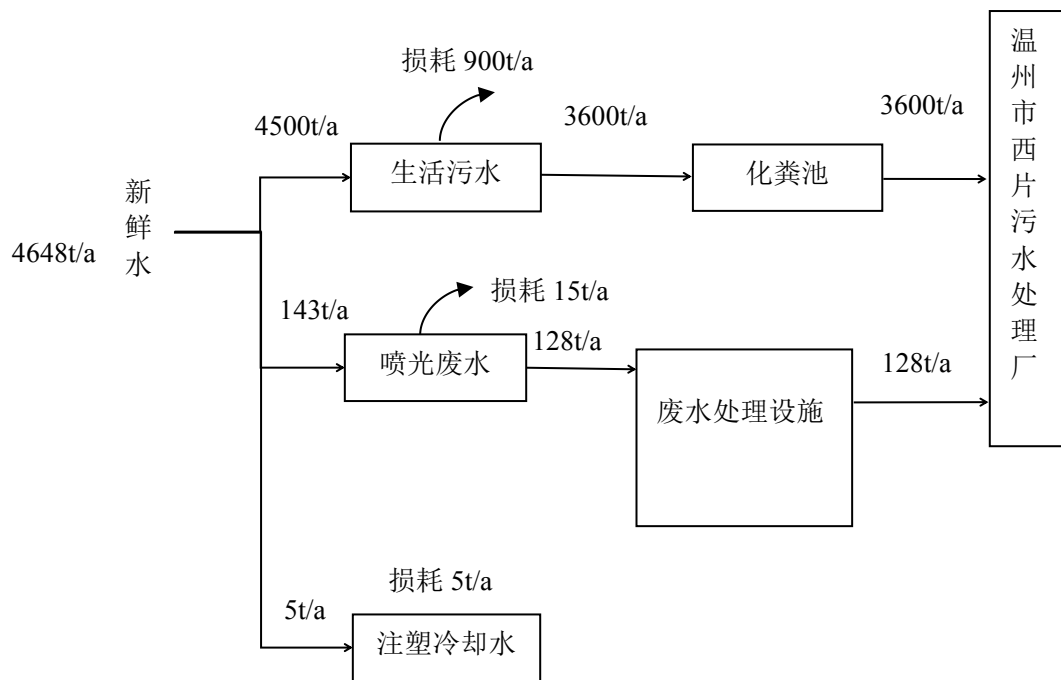 损耗 900t/a
4500t/a
3600t/a
3600t/a
生活污水
化粪池
温州市西片污水处理厂
新鲜水
4648t/a
损耗 15t/a
143t/a
128t/a
喷光废水
128t/a
废水处理设施
损耗 5t/a
5t/a
注塑冷却水